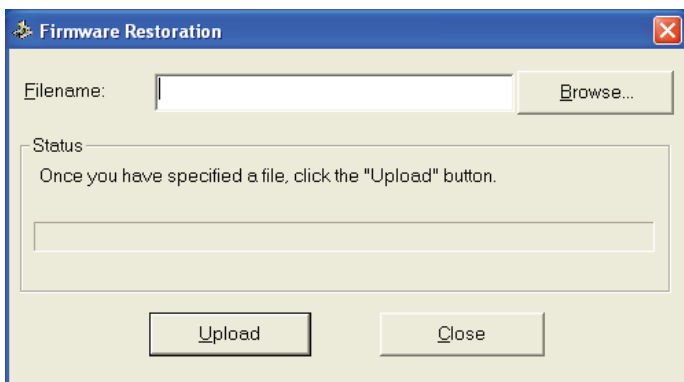 Firmware Restoration
Filename:
Browse...
Status
Once you have specified a file, click the "Upload" button.
Upload
Close